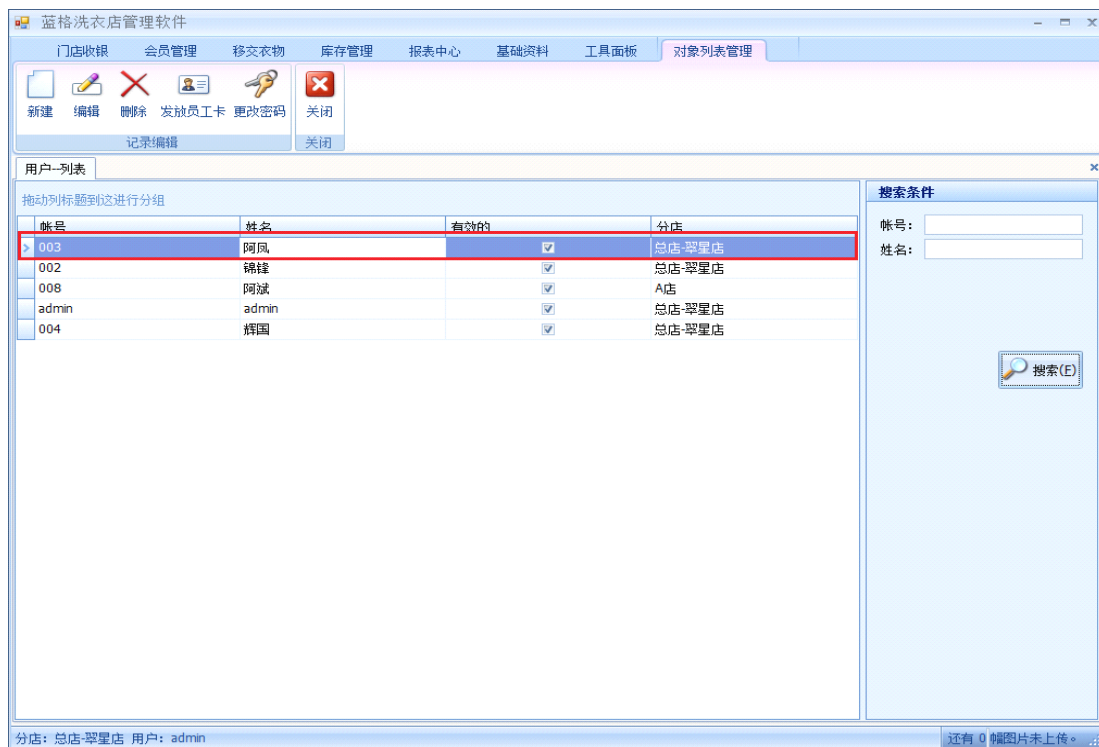 蓝格洗衣店管理软件
门店收银 会员管理 移交衣物 库存管理 报表中心 基础资料 工具面板 对象列表管理
新建 编辑 删除 发放员工卡 更改密码 关闭
记录编辑 关闭
用户--列表
拖动列标题到这进行分组
帐号 姓名 有效的 分店
003 阿凤 总店-翠星店
002 锦锋 总店-翠星店
008 阿斌 A店
admin admin 总店-翠星店
004 辉国 总店-翠星店
搜索条件
帐号：
姓名：
搜索(F)
分店：总店-翠星店 用户：admin
还有 0 幅图片未上传。